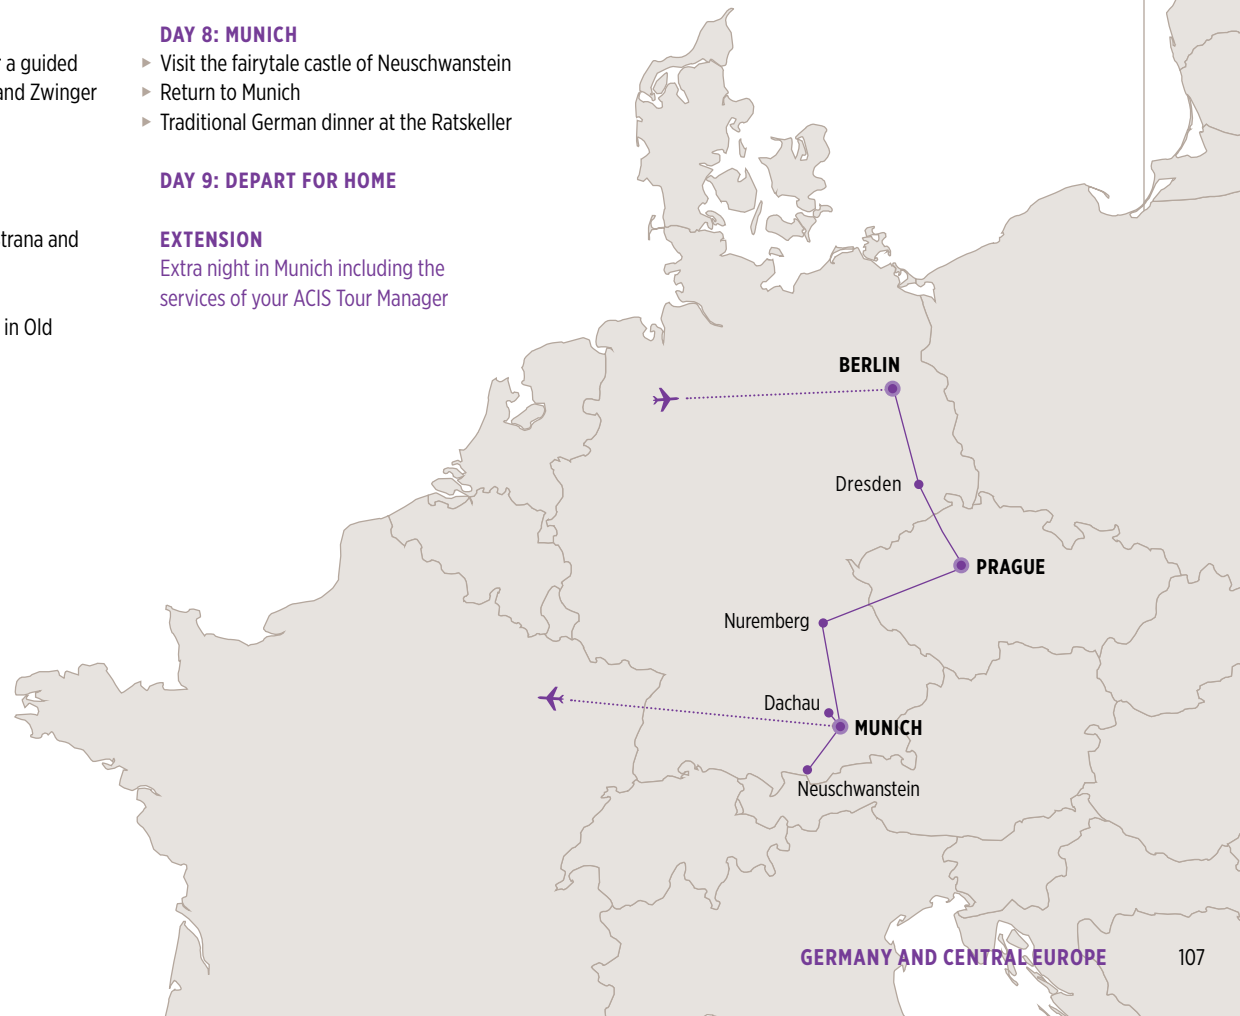 r a guided
and Zwinger
trana and
in Old
DAY 8: MUNICH
Visit the fairytale castle of Neuschwanstein
Return to Munich
Traditional German dinner at the Ratskeller
DAY 9: DEPART FOR HOME
EXTENSION
Extra night in Munich including the
services of your ACIS Tour Manager
BERLIN
Dresden
PRAGUE
Nuremberg
Dachau
MUNICH
Neuschwanstein
GERMANY AND CENTRAL EUROPE 107